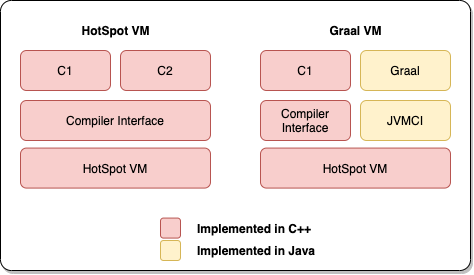 HotSpot VM
C1
C2
Compiler Interface
HotSpot VM
Graal VM
C1
Graal
Compiler
Interface
JVMCI
HotSpot VM
Implemented in C++
Implemented in Java